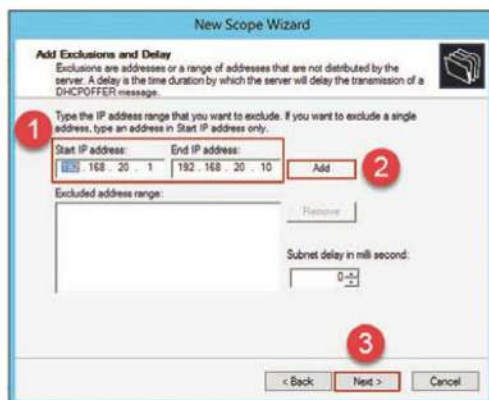 New Scope Wizard
Add Exclusions and Delay
Exclusions are addresses or a range of addresses that are not distributed by the
server. A delay is the time duration by which the server will delay the transmission of a
DHCPOFFER message.
Type the IP address range that you want to exclude. If you want to exclude a single
address, type an address in Start IP address only.
1
Start IP address: End IP address:
192 . 168 . 20 . 1 192 . 168 . 20 . 10 Add 2
Excluded address range:
Remove
Subnet delay in milli second:
0
3
< Back Next > Cancel